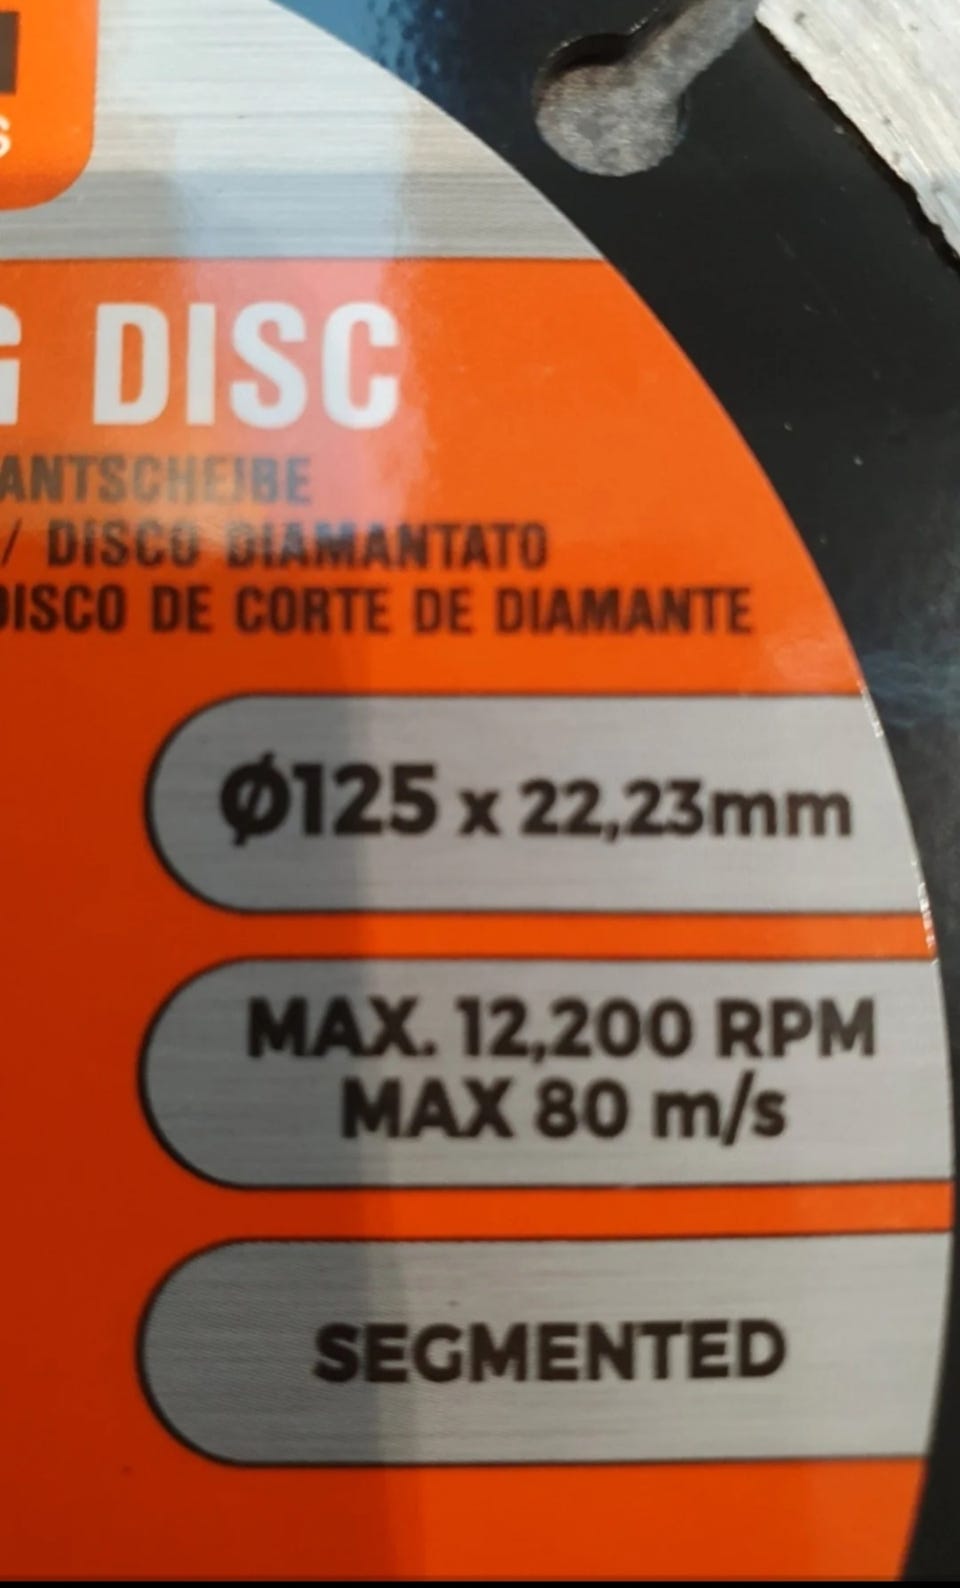 S
G DISC
ANTSCHEIBE
/ DISCO DIAMANTATO
DISCO DE CORTE DE DIAMANTE
Ø125 x 22,23mm
MAX. 12,200 RPM
MAX 80 m/s
SEGMENTED